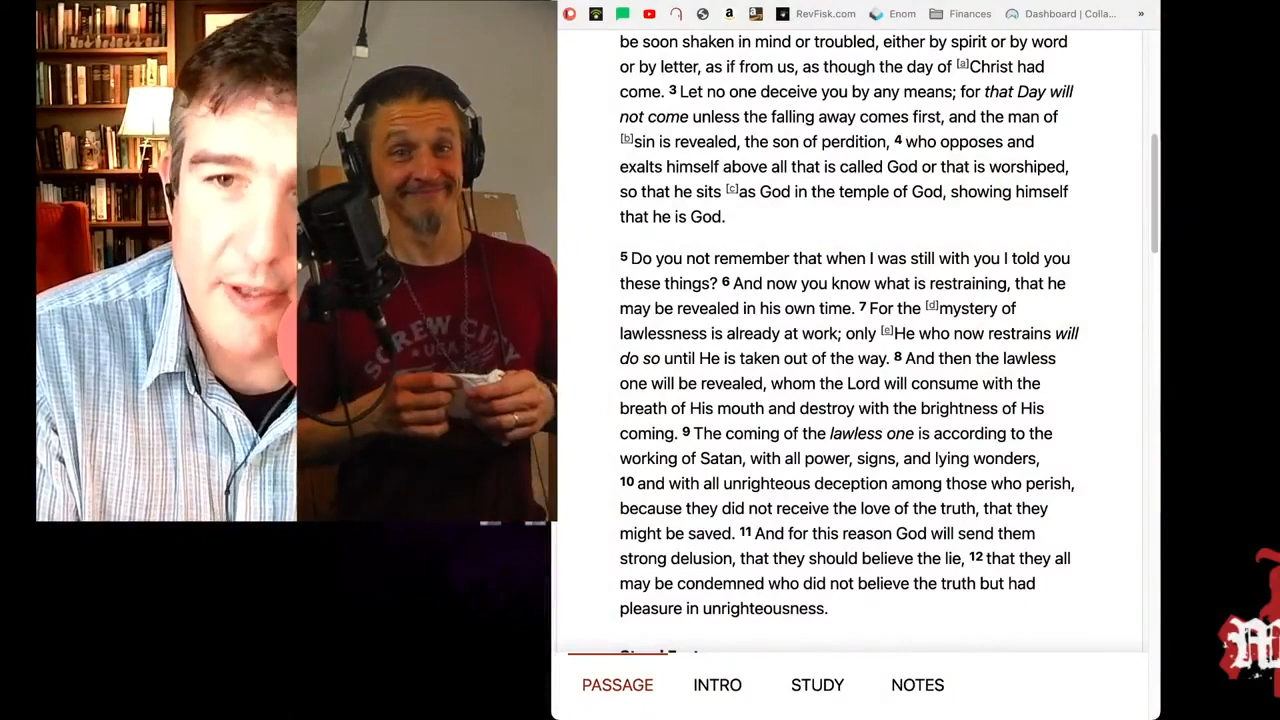 RevFisk.com
Enom
Finances
Dashboard | Colla...
»
be soon shaken in mind or troubled, either by spirit or by word
or by letter, as if from us, as though the day of [a]Christ had
come. 3 Let no one deceive you by any means; for that Day will
not come unless the falling away comes first, and the man of
[b]sin is revealed, the son of perdition, 4 who opposes and
exalts himself above all that is called God or that is worshiped,
so that he sits [c]as God in the temple of God, showing himself
that he is God.
5 Do you not remember that when I was still with you I told you
these things? 6 And now you know what is restraining, that he
may be revealed in his own time. 7 For the [d]mystery of
lawlessness is already at work; only [e]He who now restrains will
do so until He is taken out of the way. 8 And then the lawless
one will be revealed, whom the Lord will consume with the
breath of His mouth and destroy with the brightness of His
coming. 9 The coming of the lawless one is according to the
working of Satan, with all power, signs, and lying wonders,
10 and with all unrighteous deception among those who perish,
because they did not receive the love of the truth, that they
might be saved. 11 And for this reason God will send them
strong delusion, that they should believe the lie, 12 that they all
may be condemned who did not believe the truth but had
pleasure in unrighteousness.
PASSAGE
INTRO
STUDY
NOTES
SCREW CITY
USA